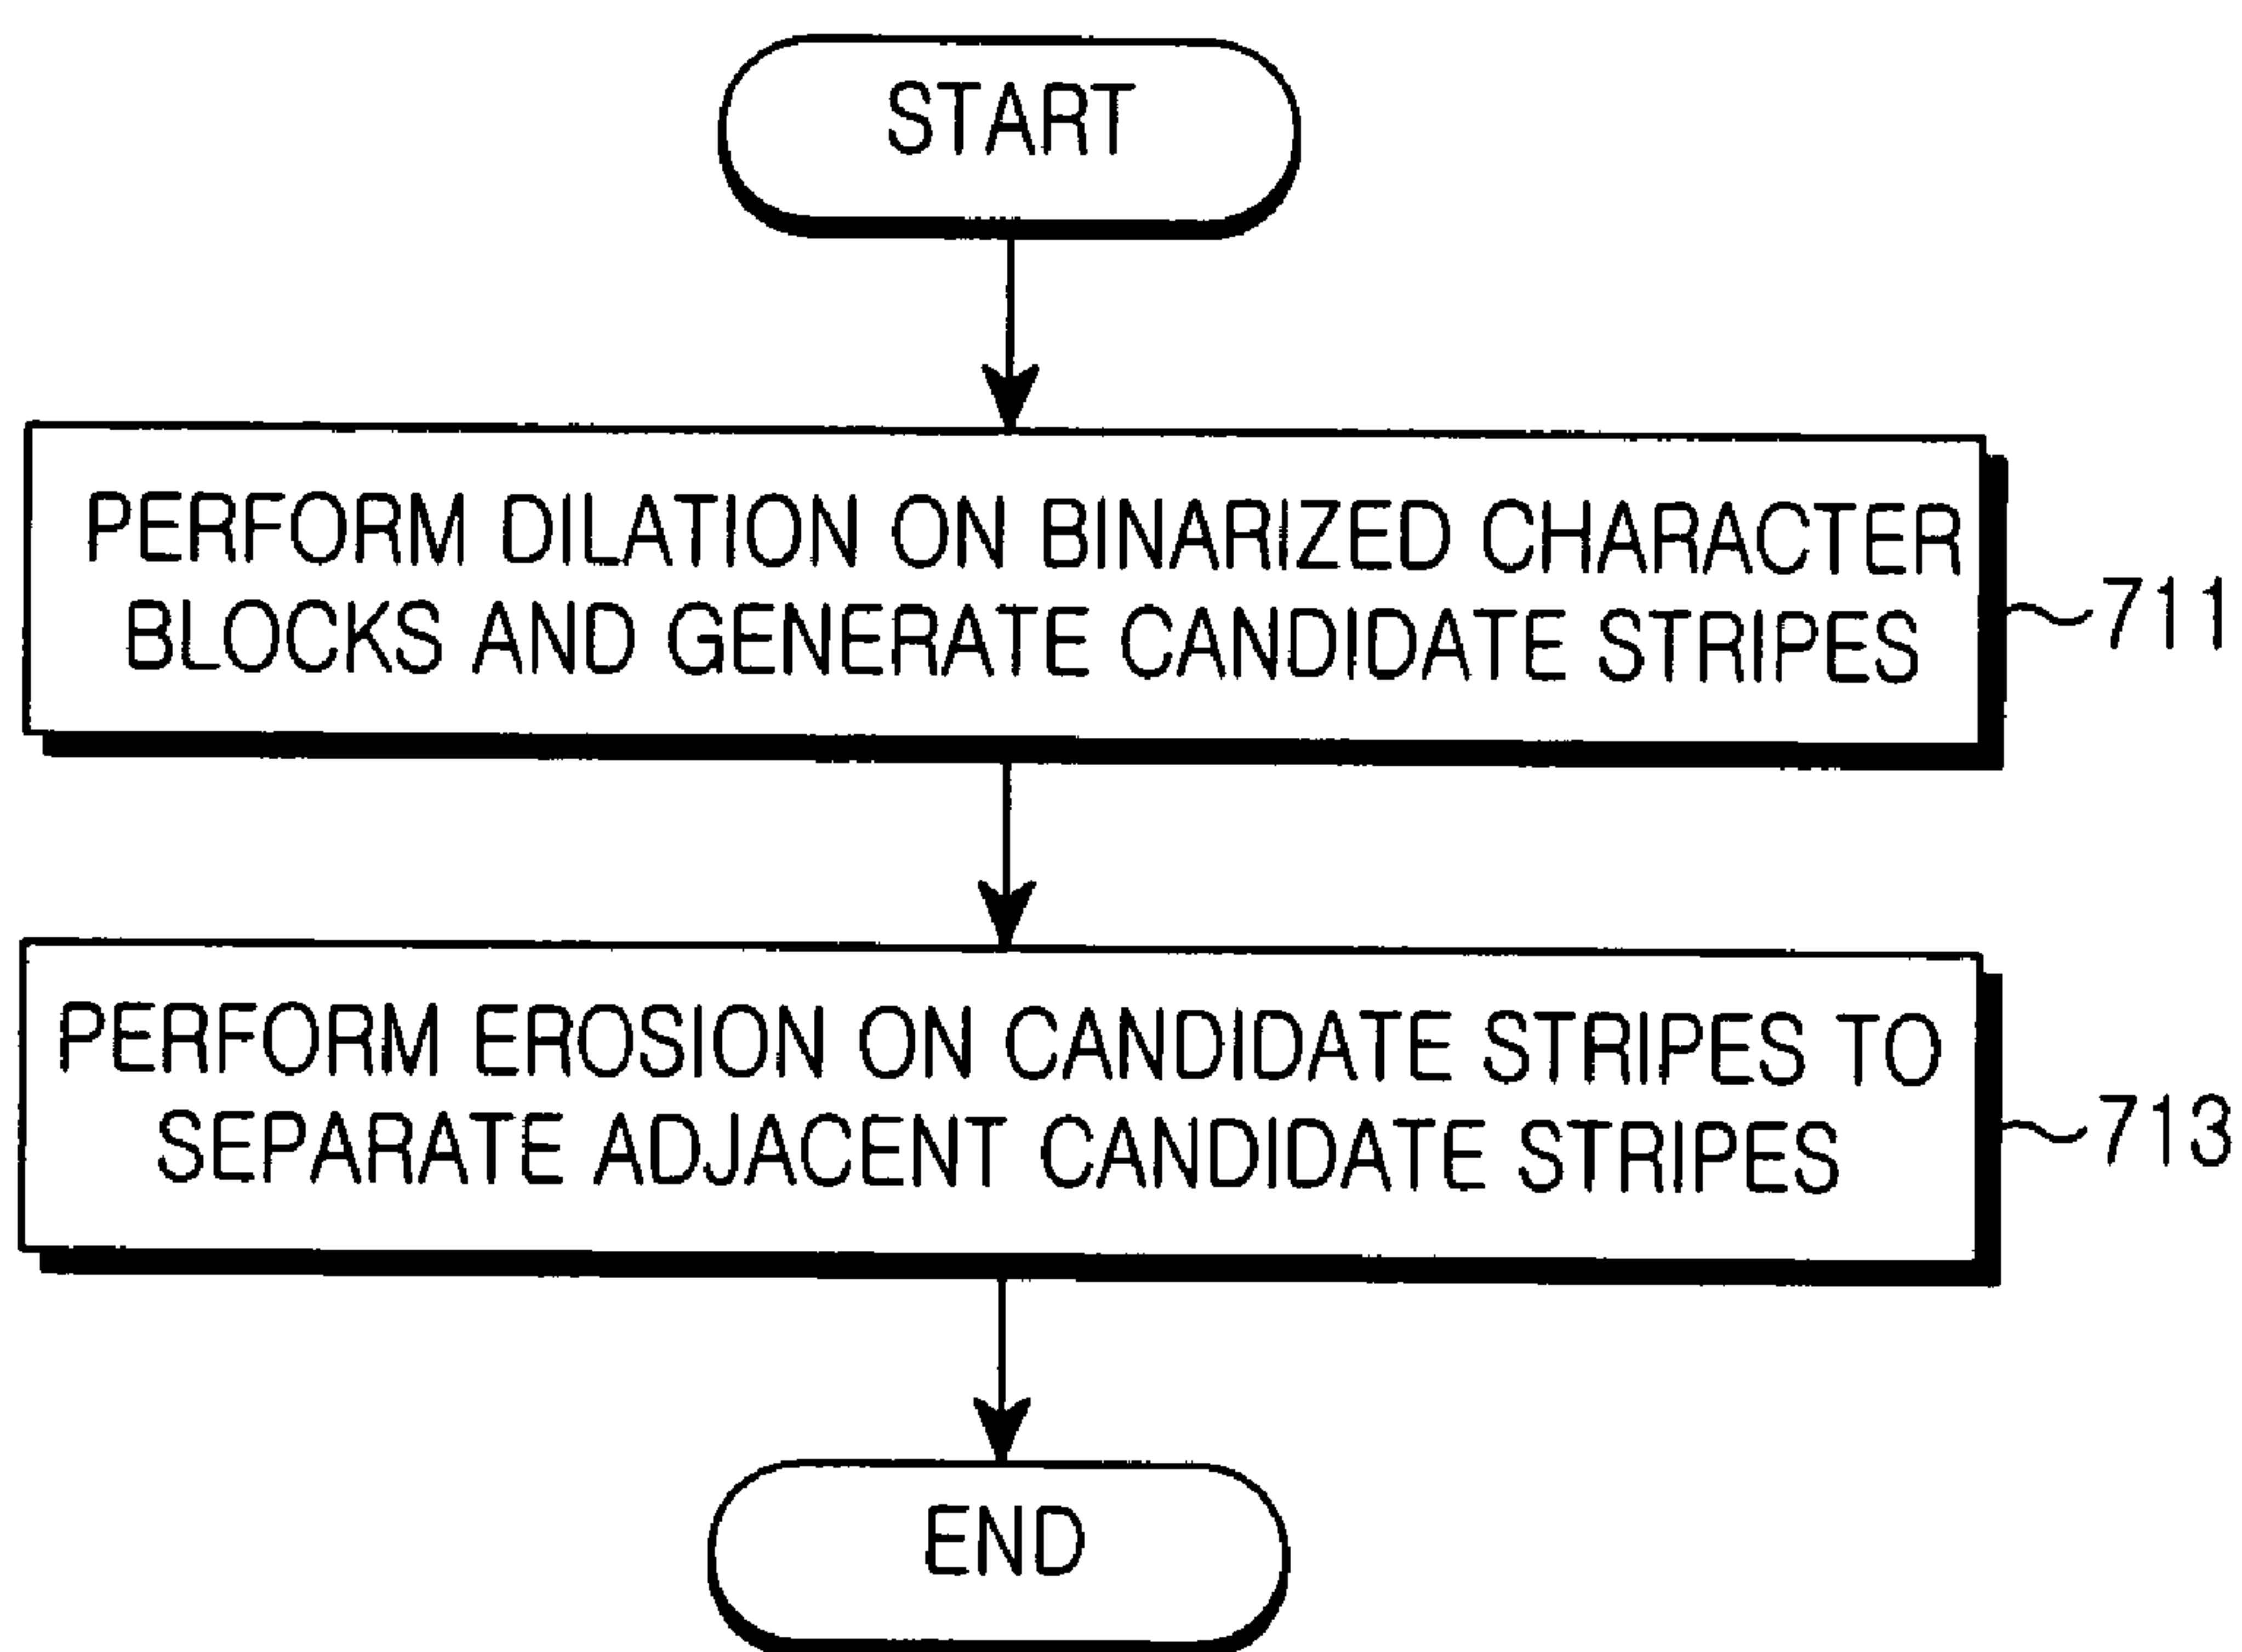 START
PERFORM DILATION ON BINARIZED CHARACTER
BLOCKS AND GENERATE CANDIDATE STRIPES
711
PERFORM EROSION ON CANDIDATE STRIPES TO
SEPARATE ADJACENT CANDIDATE STRIPES
713
END